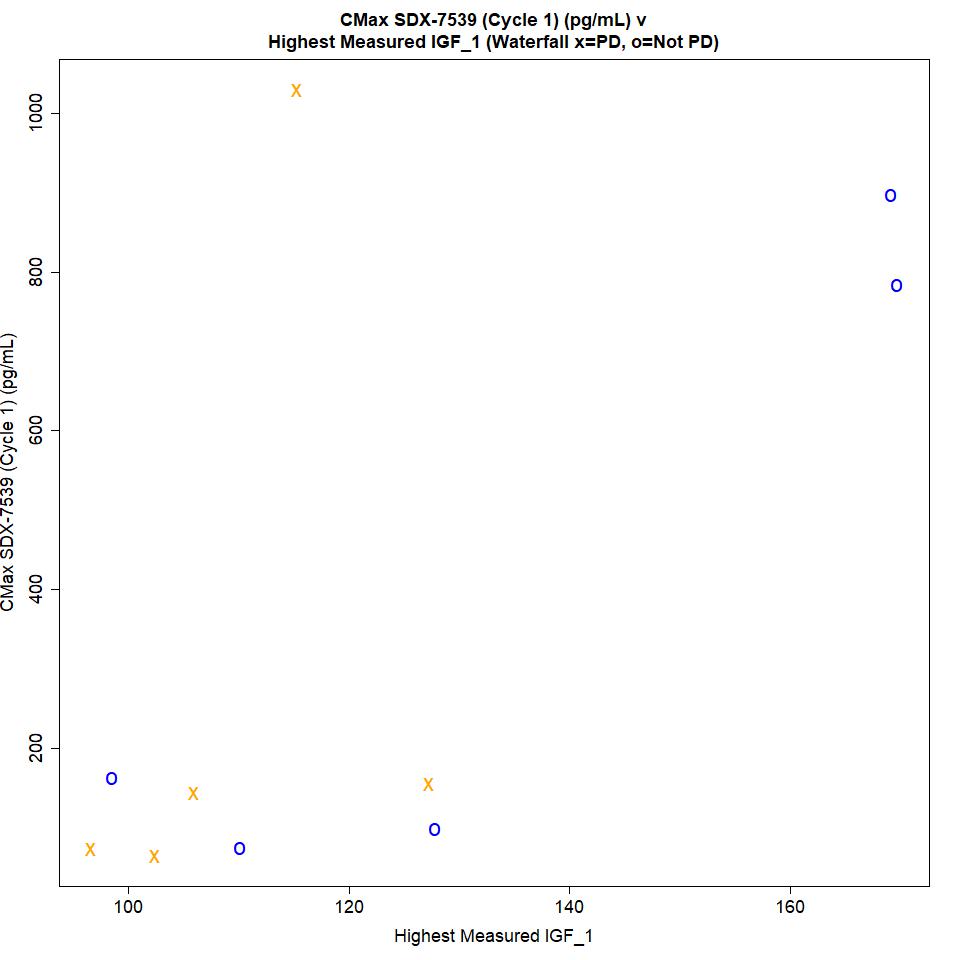 CMax SDX-7539 (Cycle 1) (pg/mL) v
Highest Measured IGF_1 (Waterfall x=PD, o=Not PD)
CMax SDX-7539 (Cycle 1) (pg/mL)
1000
800
600
400
200
X
O
O
O
X
X
O
X
O
X
100
120
140
160
Highest Measured IGF_1